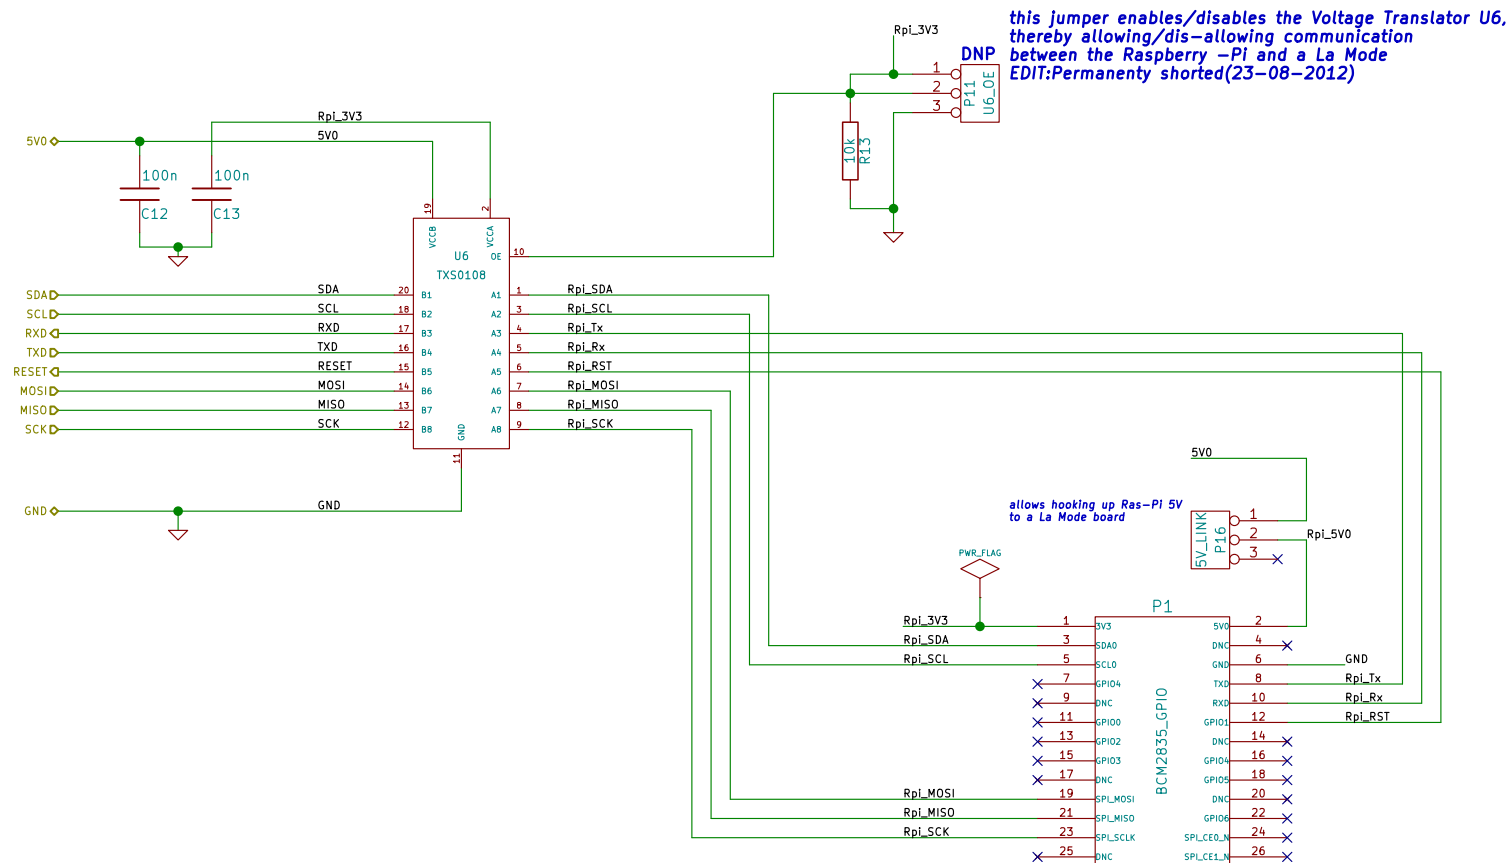 this jumper enables/disables the Voltage Translator U6,
thereby allowing/dis-allowing communication
between the Raspberry -Pi and a La Mode
EDIT:Permanenty shorted(23-08-2012)
Rpi_3V3
DNP
1
2
3
P11
U6_OE
10k
R13
Rpi_3V3
5V0
5V0
100n
C12
100n
C13
19
VCCB
2
VCCA
U6
TXS0108
OE
10
SDA
SDA
20
B1
A1
1
Rpi_SDA
SCL
SCL
18
B2
A2
3
Rpi_SCL
RXD
RXD
17
B3
A3
4
Rpi_Tx
TXD
TXD
16
B4
A4
5
Rpi_Rx
RESET
RESET
15
B5
A5
6
Rpi_RST
MOSI
MOSI
14
B6
A6
7
Rpi_MOSI
MISO
MISO
13
B7
A7
8
Rpi_MISO
SCK
SCK
12
B8
A8
9
Rpi_SCK
GND
11
GND
GND
5V0
allows hooking up Ras-Pi 5V
to a La Mode board
5V_LINK
P16
1
2
3
Rpi_5V0
PWR_FLAG
P1
BCM2835_GPIO
Rpi_3V3
1
3V3
5V0
2
Rpi_SDA
3
SDA0
DNC
4
Rpi_SCL
5
SCL0
GND
6
GND
7
GPIO4
TXD
8
Rpi_Tx
9
DNC
RXD
10
Rpi_Rx
11
GPIO0
GPIO1
12
Rpi_RST
13
GPIO2
DNC
14
15
GPIO3
GPIO4
16
17
DNC
GPIO5
18
Rpi_MOSI
19
SPI_MOSI
DNC
20
Rpi_MISO
21
SPI_MISO
GPIO6
22
Rpi_SCK
23
SPI_SCLK
SPI_CE0_N
24
25
DNC
SPI_CE1_N
26